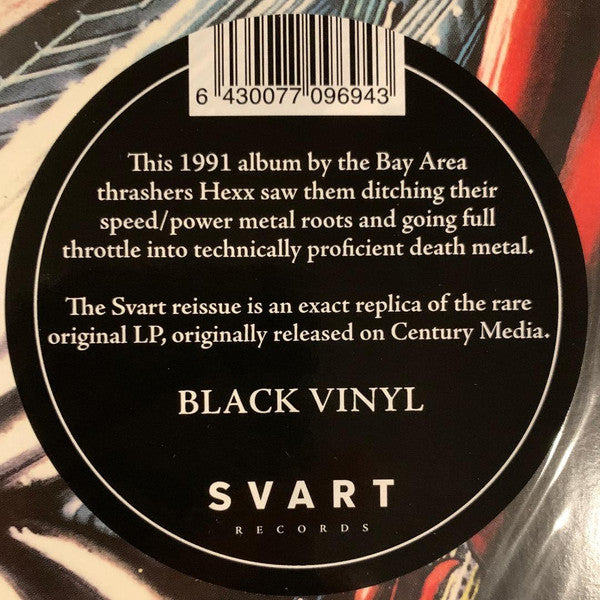 6 430077 096943
This 1991 album by the Bay Area
thrashers Hexx saw them ditching their
speed/power metal roots and going full
throttle into technically proficient death metal.
The Svart reissue is an exact replica of the rare
original LP, originally released on Century Media.
BLACK VINYL
SVART
RECORDS